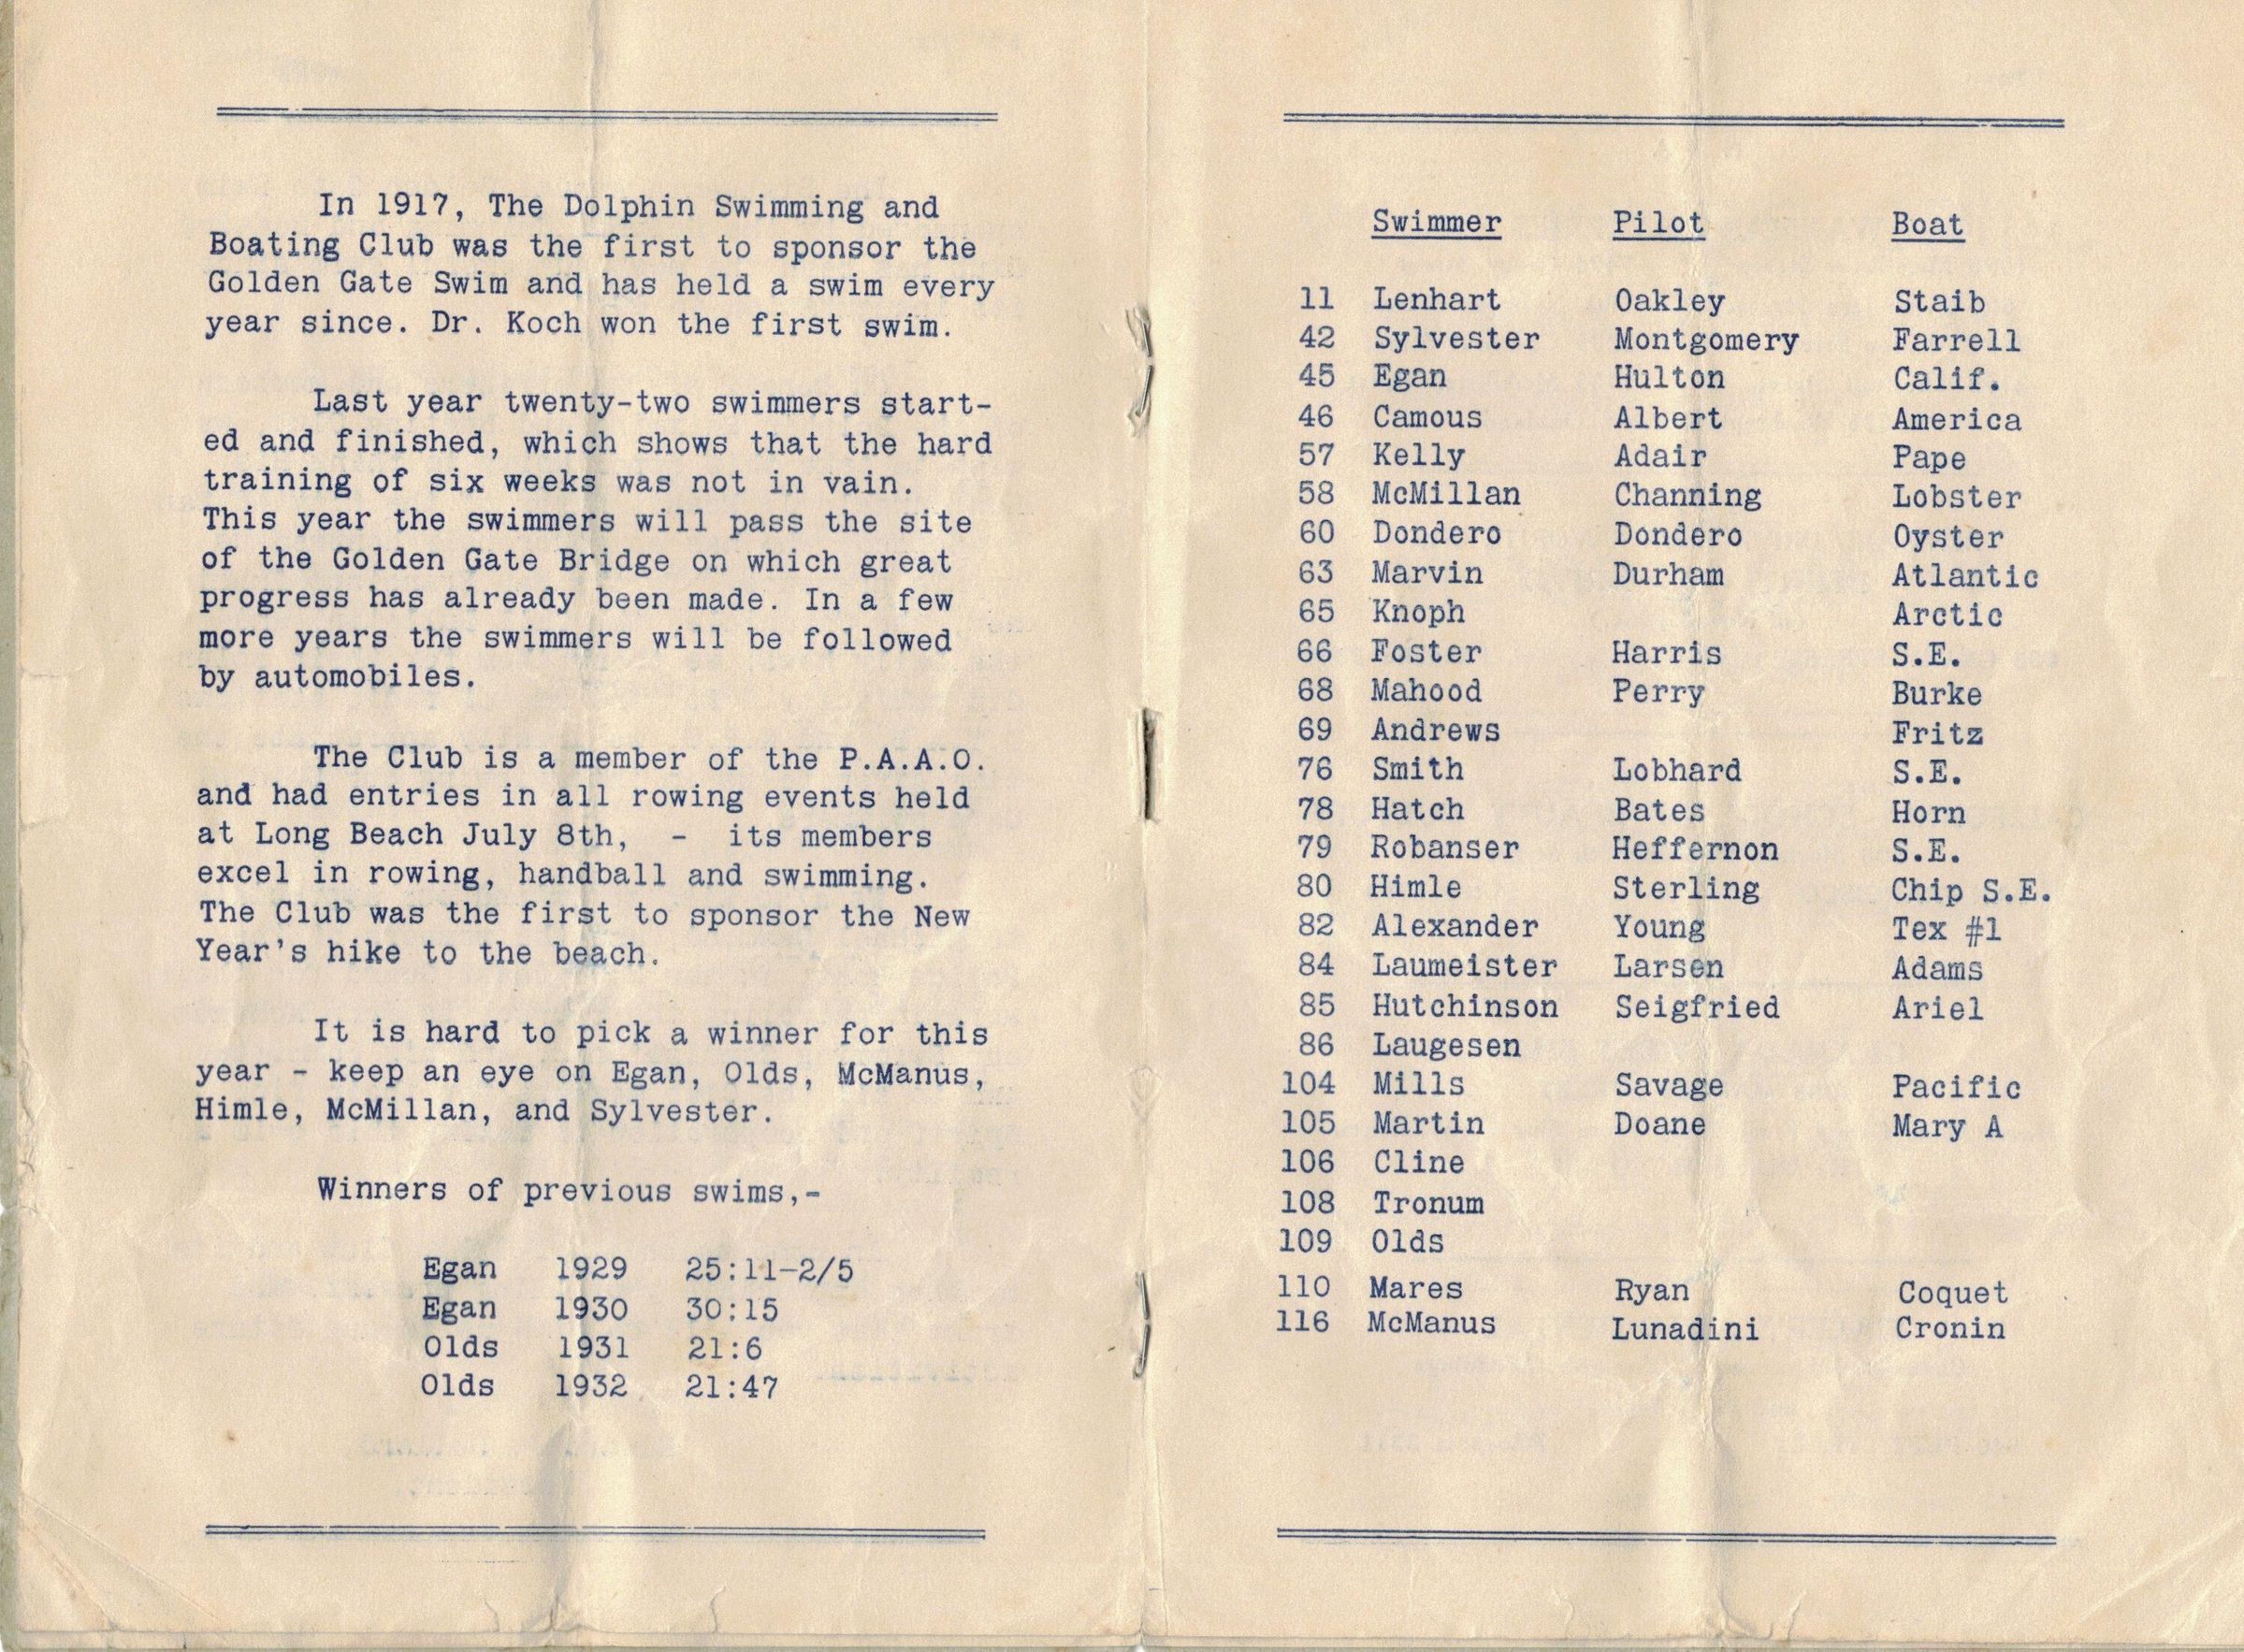 In 1917, The Dolphin Swimming and
Boating Club was the first to sponsor the
Golden Gate Swim and has held a swim every
year since. Dr. Koch won the first swim.
Last year twenty-two swimmers start-
ed and finished, which shows that the hard
training of six weeks was not in vain.
This year the swimmers will pass the site
of the Golden Gate Bridge on which great
progress has already been made. In a few
more years the swimmers will be followed
by automobiles.
The Club is a member of the P.A.A.O.
and had entries in all rowing events held
at Long Beach July 8th, - its members
excel in rowing, handball and swimming.
The Club was the first to sponsor the New
Year's hike to the beach.
It is hard to pick a winner for this
year - keep an eye on Egan, Olds, McManus,
Himle, McMillan, and Sylvester.
Winners of previous swims,-
Egan 1929 25:11-2/5
Egan 1930 30:15
Olds 1931 21:6
Olds 1932 21:47
Swimmer Pilot Boat
11 Lenhart Oakley Staib
42 Sylvester Montgomery Farrell
45 Egan Hulton Calif.
46 Camous Albert America
57 Kelly Adair Pape
58 McMillan Channing Lobster
60 Dondero Dondero Oyster
63 Marvin Durham Atlantic
65 Knoph Arctic
66 Foster Harris S.E.
68 Mahood Perry Burke
69 Andrews Fritz
76 Smith Lobhard S.E.
78 Hatch Bates Horn
79 Robanser Heffernon S.E.
80 Himle Sterling Chip S.E.
82 Alexander Young Tex #1
84 Laumeister Larsen Adams
85 Hutchinson Seigfried Ariel
86 Laugesen
104 Mills Savage Pacific
105 Martin Doane Mary A
106 Cline
108 Tronum
109 Olds
110 Mares Ryan Coquet
116 McManus Lunadini Cronin